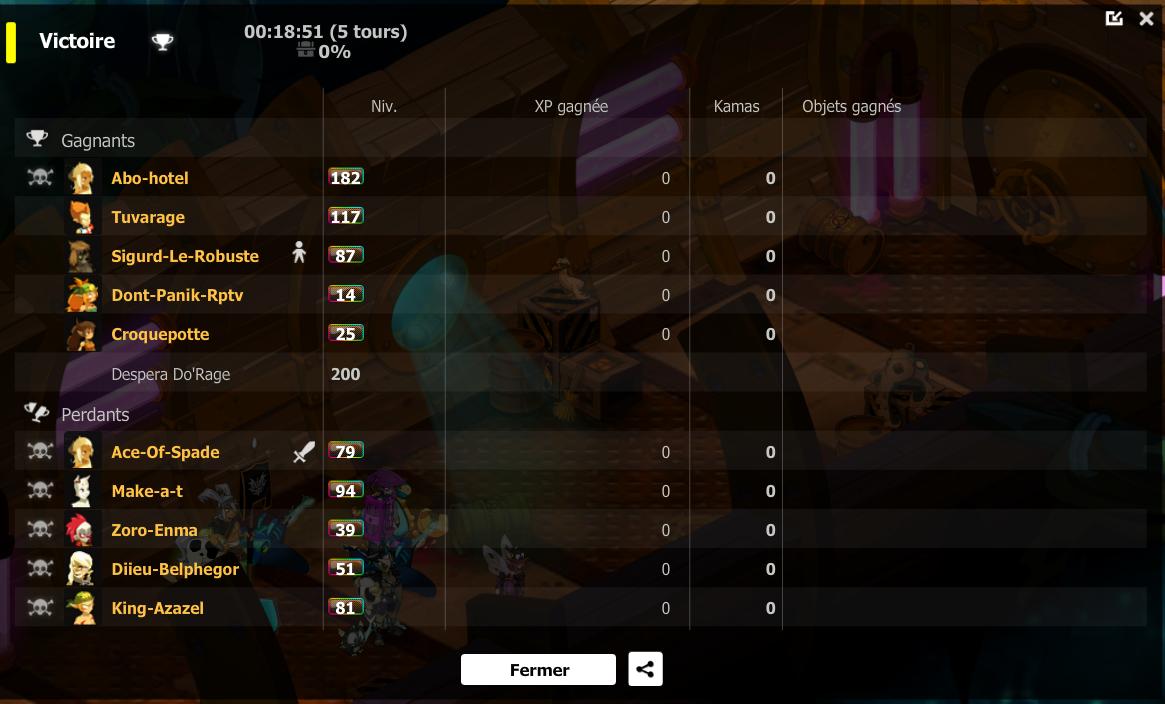 Victoire
00:18:51 (5 tours)
0%
Niv. XP gagnée Kamas Objets gagnés
Gagnants
Abo-hotel 182 0 0
Tuvarage 117 0 0
Sigurd-Le-Robuste 87 0 0
Dont-Panik-Rptv 14 0 0
Croquepotte 25 0 0
Despera Do'Rage 200
Perdants
Ace-Of-Spade 79 0 0
Make-a-t 94 0 0
Zoro-Enma 39 0 0
Diieu-Belphegor 51 0 0
King-Azazel 81 0 0
Fermer